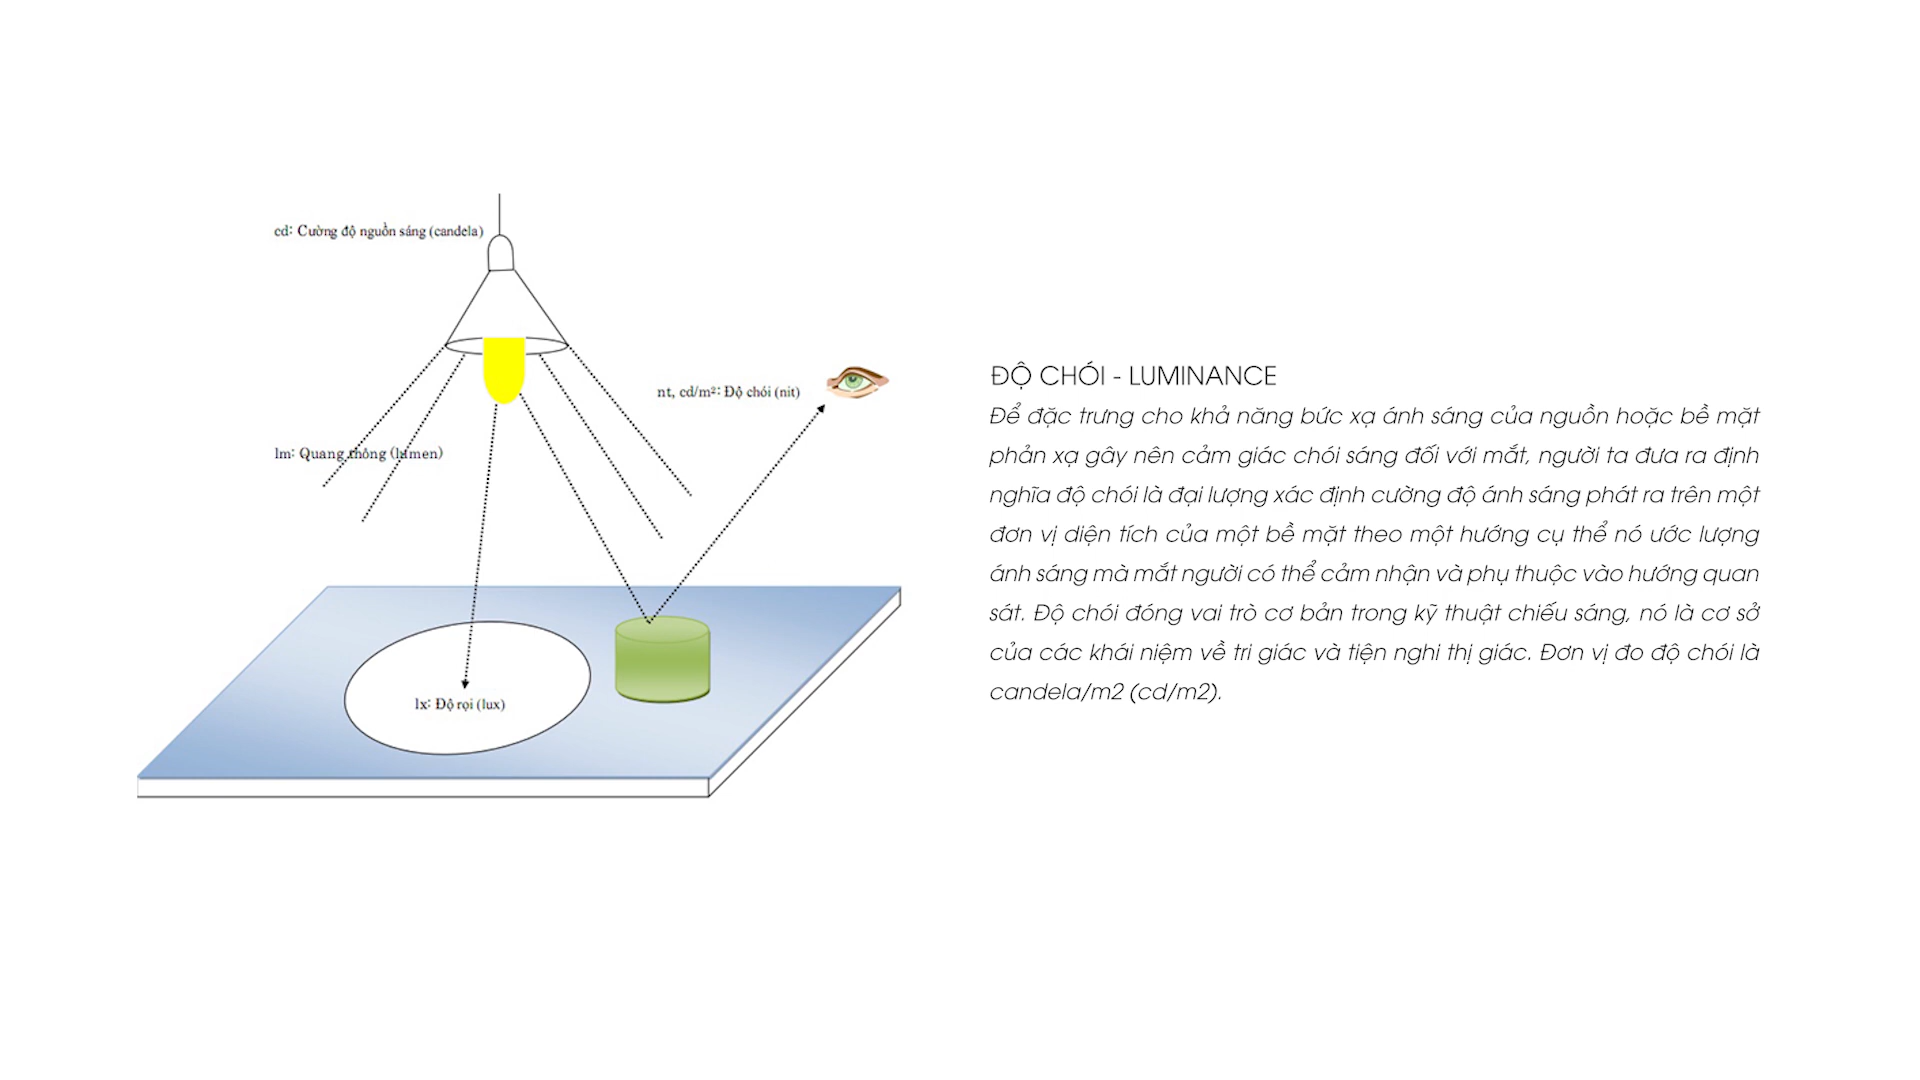 cd: Cường độ nguồn sáng (candela)
nt, cd/m²: Độ chói (nit)
lm: Quang thông (lumen)
lx: Độ rọi (lux)
ĐỘ CHÓI - LUMINANCE
Để đặc trưng cho khả năng bức xạ ánh sáng của nguồn hoặc bề mặt
phản xạ gây nên cảm giác chói sáng đối với mắt, người ta đưa ra định
nghĩa độ chói là đại lượng xác định cường độ ánh sáng phát ra trên một
đơn vị diện tích của một bề mặt theo một hướng cụ thể nó ước lượng
ánh sáng mà mắt người có thể cảm nhận và phụ thuộc vào hướng quan
sát. Độ chói đóng vai trò cơ bản trong kỹ thuật chiếu sáng, nó là cơ sở
của các khái niệm về tri giác và tiện nghi thị giác. Đơn vị đo độ chói là
candela/m2 (cd/m2).